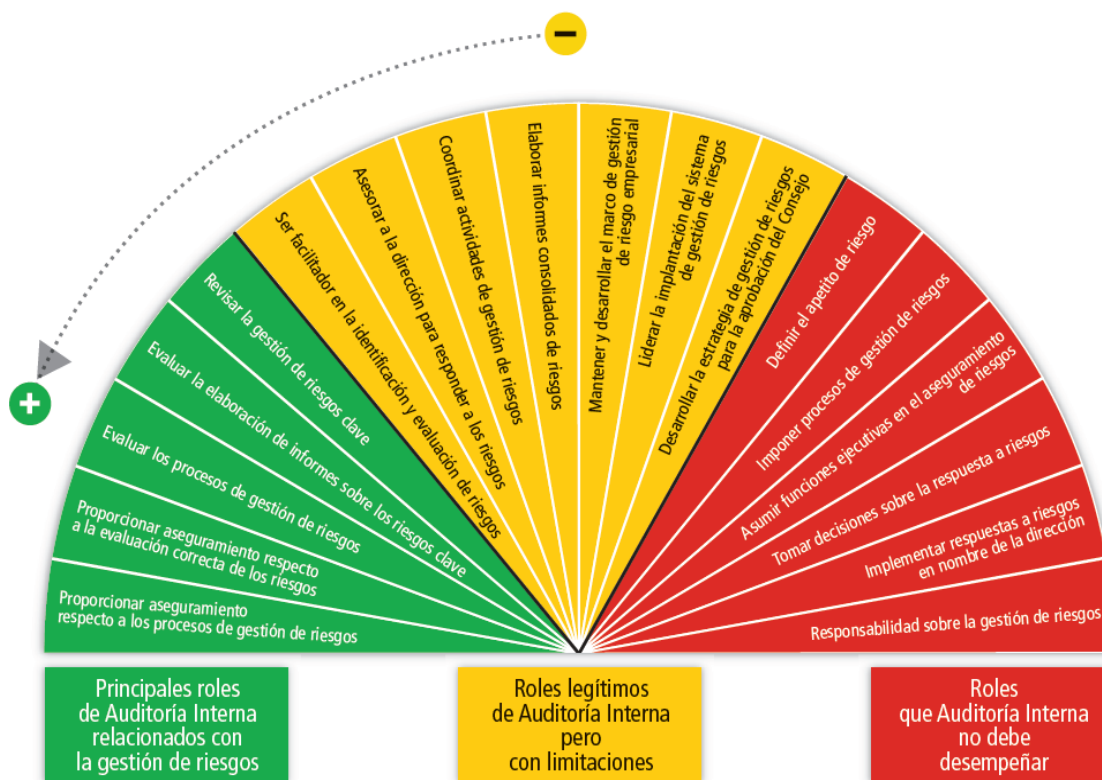 −
+
Proporcionar aseguramiento
respecto a los procesos de gestión de riesgos
Proporcionar aseguramiento respecto
a la evaluación correcta de los riesgos
Evaluar los procesos de gestión de riesgos
Evaluar la elaboración de informes sobre los riesgos clave
Revisar la gestión de riesgos clave
Ser facilitador en la identificación y evaluación de riesgos
Asesorar a la dirección para responder a los riesgos
Coordinar actividades de gestión de riesgos
Elaborar informes consolidados de riesgos
Mantener y desarrollar el marco de gestión
de riesgo empresarial
Liderar la implantación del sistema
de gestión de riesgos
Desarrollar la estrategia de gestión de riesgos
para la aprobación del Consejo
Definir el apetito de riesgo
Imponer procesos de gestión de riesgos
Asumir funciones ejecutivas en el aseguramiento
de riesgos
Tomar decisiones sobre la respuesta a riesgos
Implementar respuestas a riesgos
en nombre de la dirección
Responsabilidad sobre la gestión de riesgos
Principales roles
de Auditoría Interna
relacionados con
la gestión de riesgos
Roles legítimos
de Auditoría Interna
pero
con limitaciones
Roles
que Auditoría Interna
no debe
desempeñar